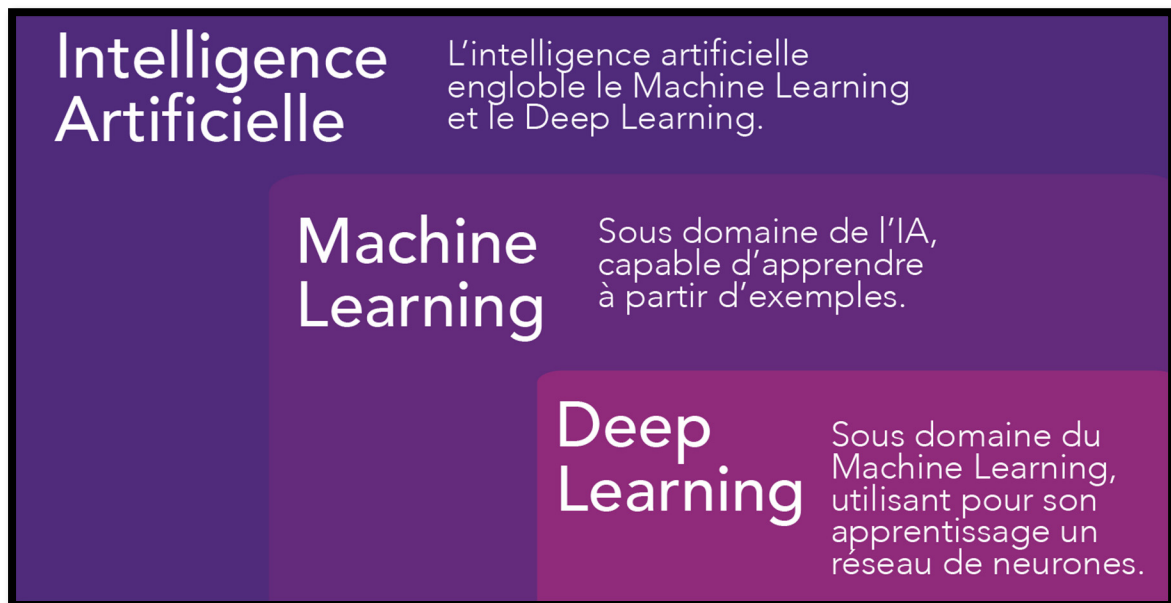 Intelligence
Artificielle
L'intelligence artificielle
englobe le Machine Learning
et le Deep Learning.
Machine
Learning
Sous domaine de l'IA,
capable d'apprendre
à partir d'exemples.
Deep
Learning
Sous domaine du
Machine Learning,
utilisant pour son
apprentissage un
réseau de neurones.